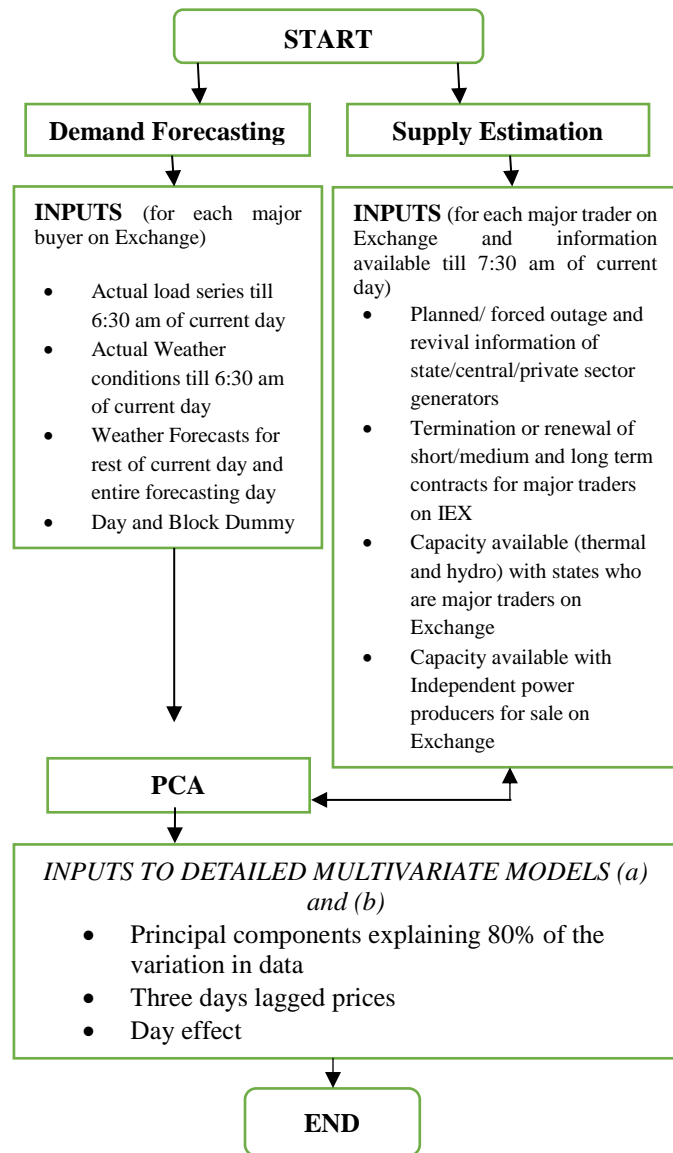 START
Demand Forecasting
INPUTS (for each major
buyer on Exchange)
• Actual load series till
6:30 am of current day
• Actual Weather
conditions till 6:30 am
of current day
• Weather Forecasts for
rest of current day and
entire forecasting day
• Day and Block Dummy
Supply Estimation
INPUTS (for each major trader on
Exchange and information
available till 7:30 am of current
day)
• Planned/ forced outage and
revival information of
state/central/private sector
generators
• Termination or renewal of
short/medium and long term
contracts for major traders
on IEX
• Capacity available (thermal
and hydro) with states who
are major traders on
Exchange
• Capacity available with
Independent power
producers for sale on
Exchange
PCA
INPUTS TO DETAILED MULTIVARIATE MODELS (a)
and (b)
• Principal components explaining 80% of the
variation in data
• Three days lagged prices
• Day effect
END